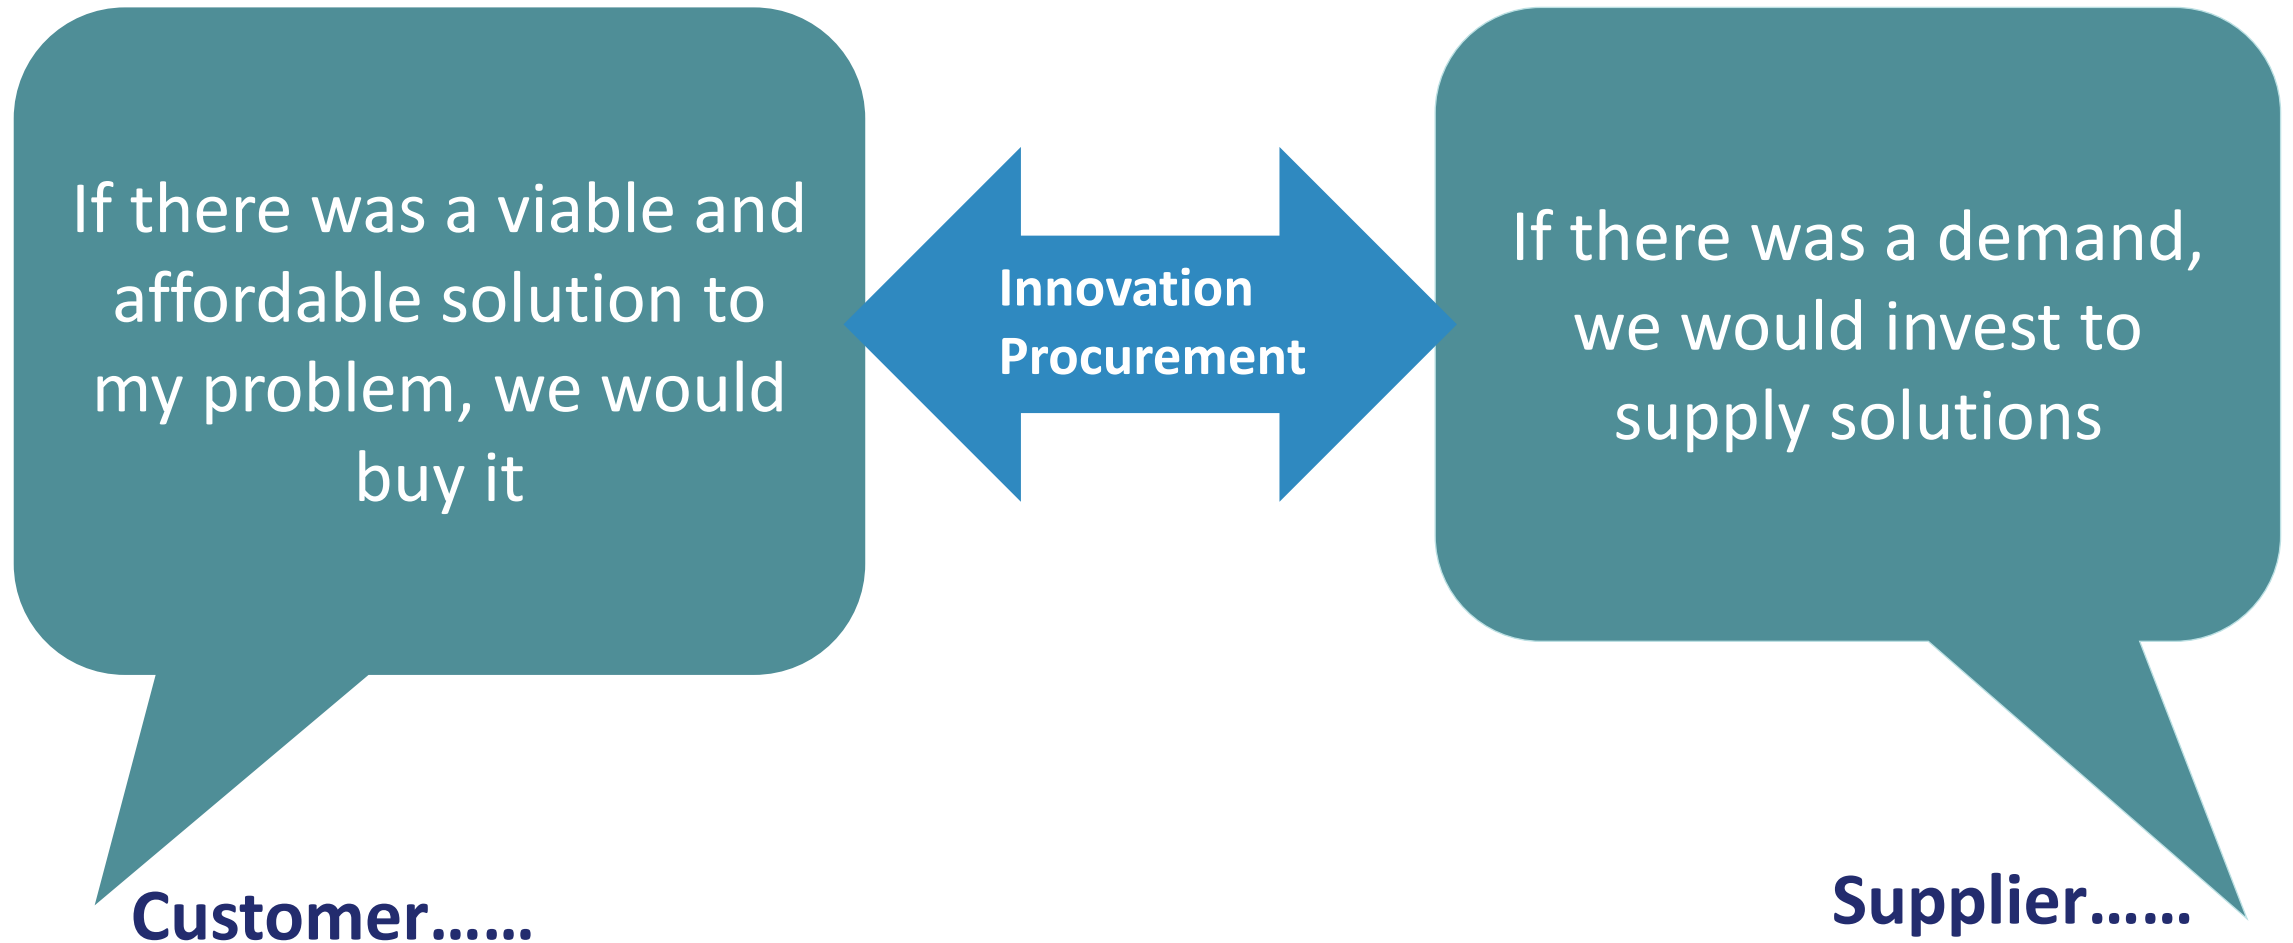 If there was a viable and
affordable solution to
my problem, we would
buy it
Innovation
Procurement
If there was a demand,
we would invest to
supply solutions
Customer……
Supplier……